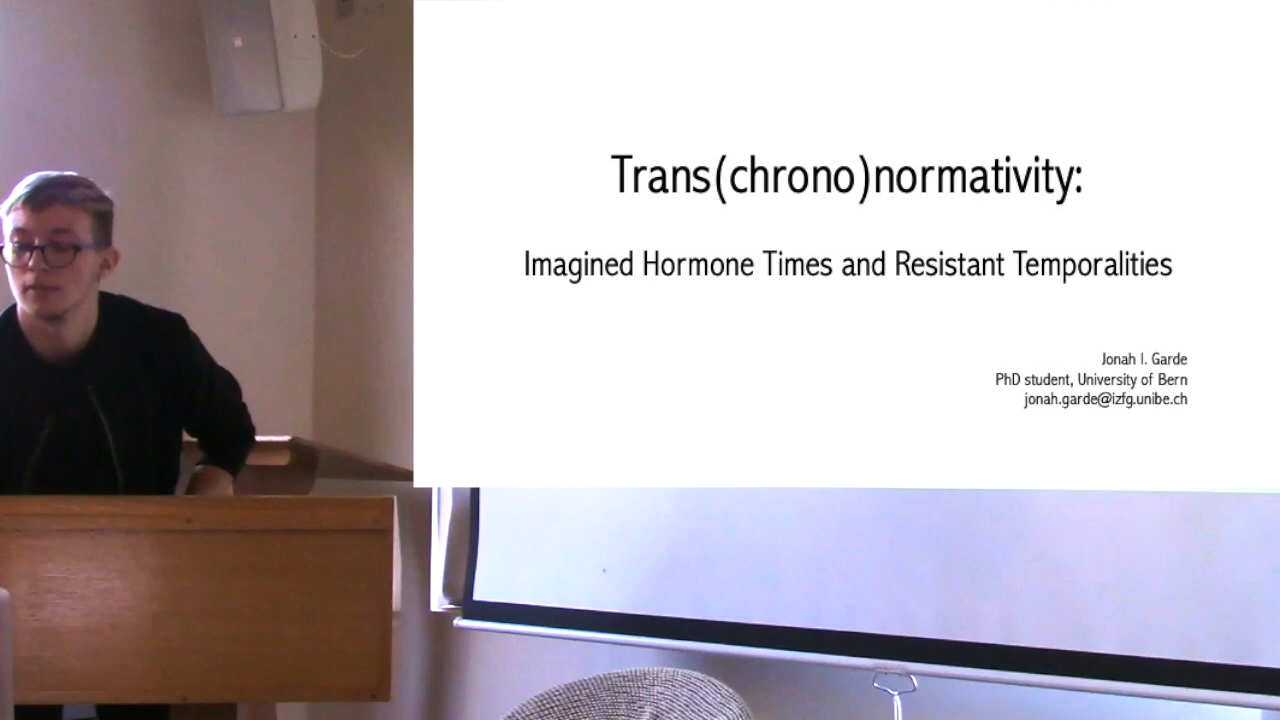 Trans(chrono)normativity:
Imagined Hormone Times and Resistant Temporalities
Jonah I. Garde
PhD student, University of Bern
jonah.garde@izfg.unibe.ch